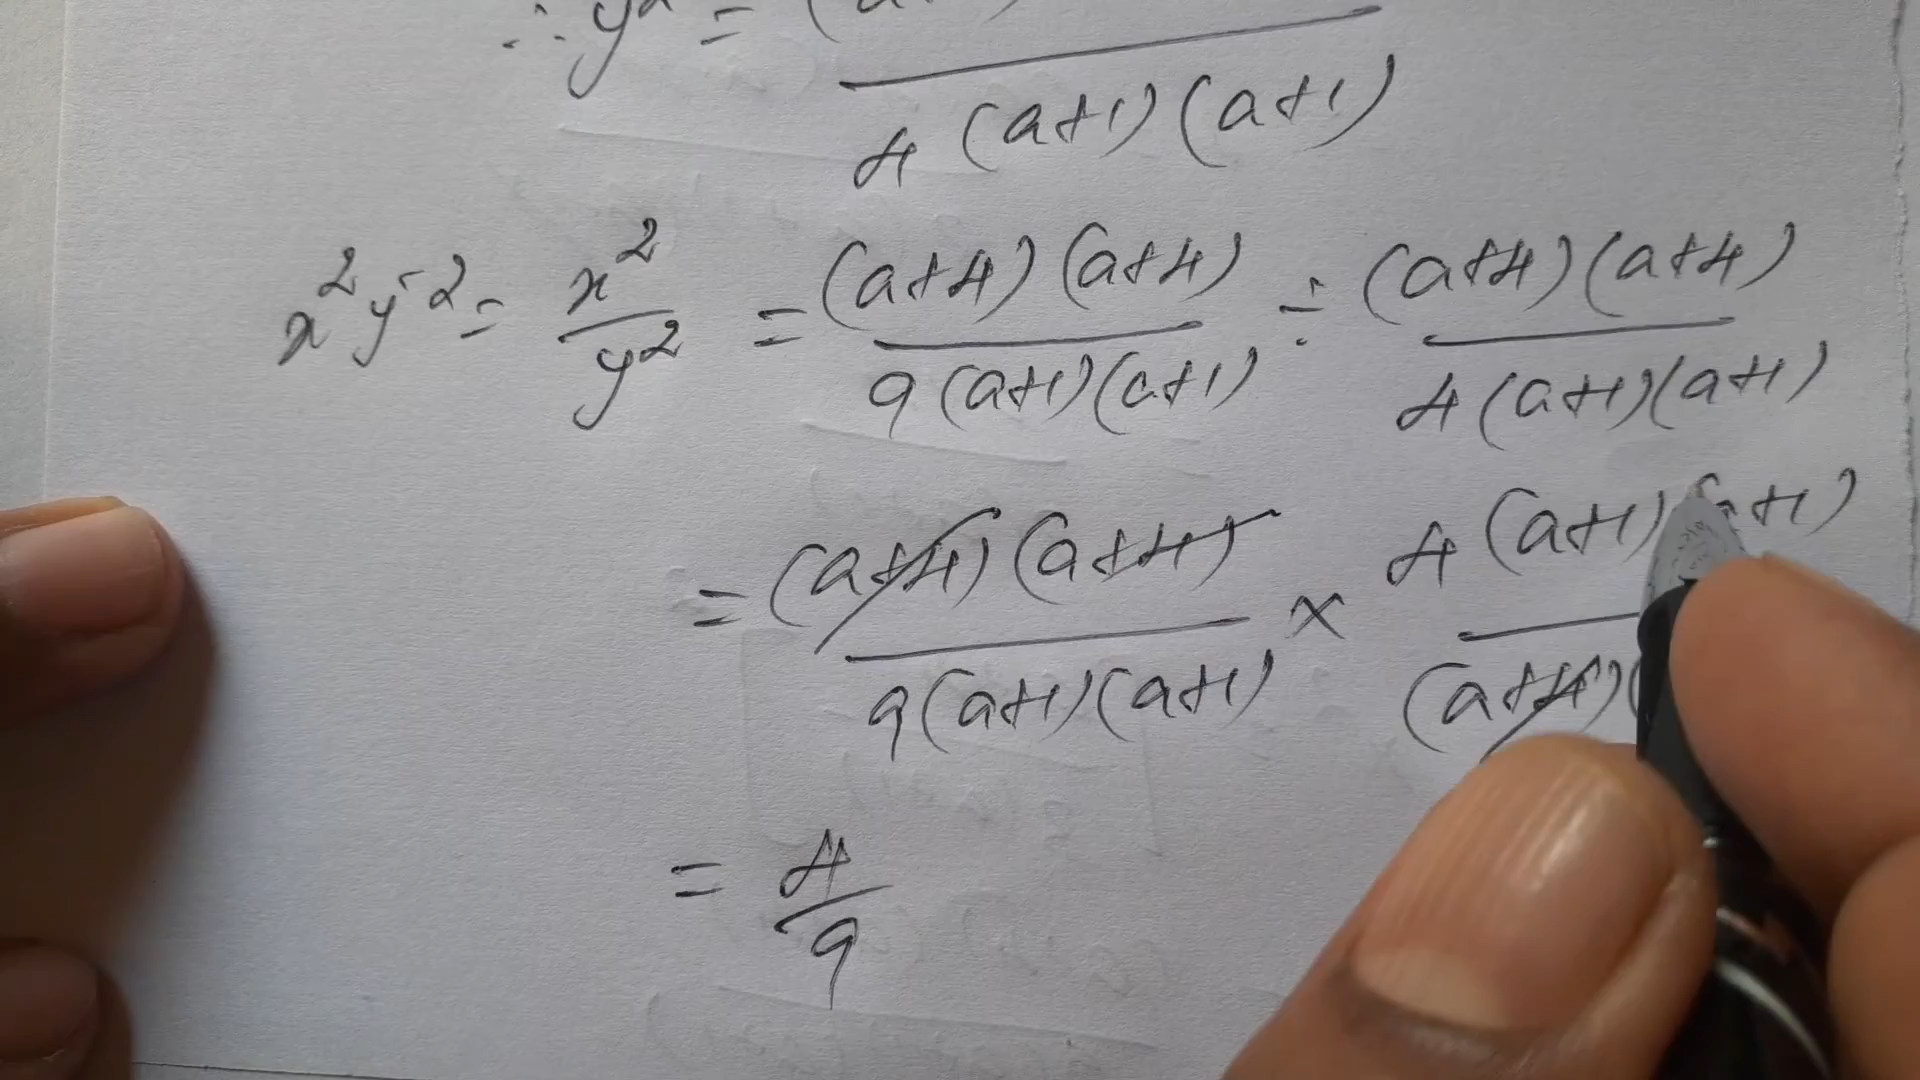 ∴ y² = (a
4 (a+1) (a+1)
x² y⁻² = x²/y² = (a+4) (a+4) / 9 (a+1) (a+1) ÷ (a+4) (a+4) / 4 (a+1) (a+1)
= (a+4) (a+4) / 9 (a+1) (a+1) × 4 (a+1) (a+1) / (a+4) (
= 4/9